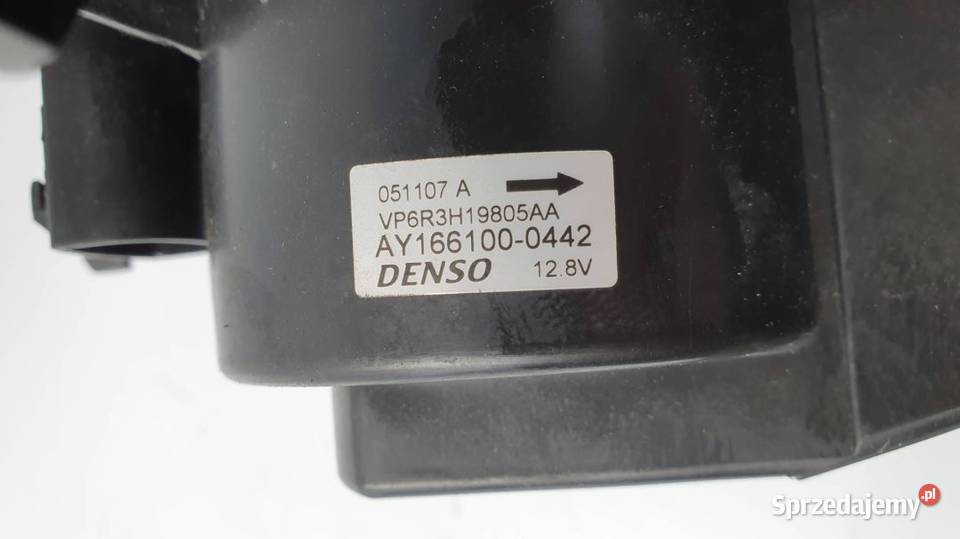 051107 A
VP6R3H19805AA
AY166100-0442
DENSO 12.8V
Sprzedajemy.pl